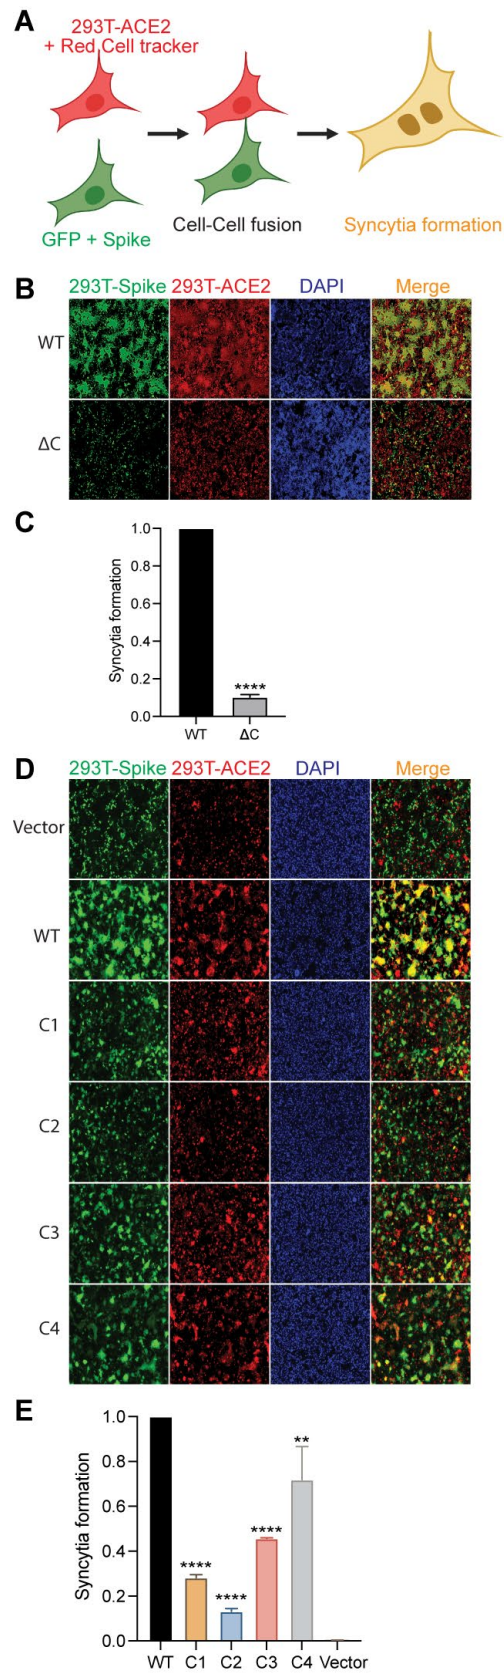 A
293T-ACE2
+ Red Cell tracker
GFP + Spike
Cell-Cell fusion
Syncytia formation
B
293T-Spike 293T-ACE2 DAPI Merge
WT
ΔC
C
Syncytia formation
1.0
0.8
0.6
0.4
0.2
0.0
****
WT ΔC
D
293T-Spike 293T-ACE2 DAPI Merge
Vector
WT
C1
C2
C3
C4
E
Syncytia formation
1.0
0.8
0.6
0.4
0.2
0.0
****
****
****
**
WT C1 C2 C3 C4 Vector